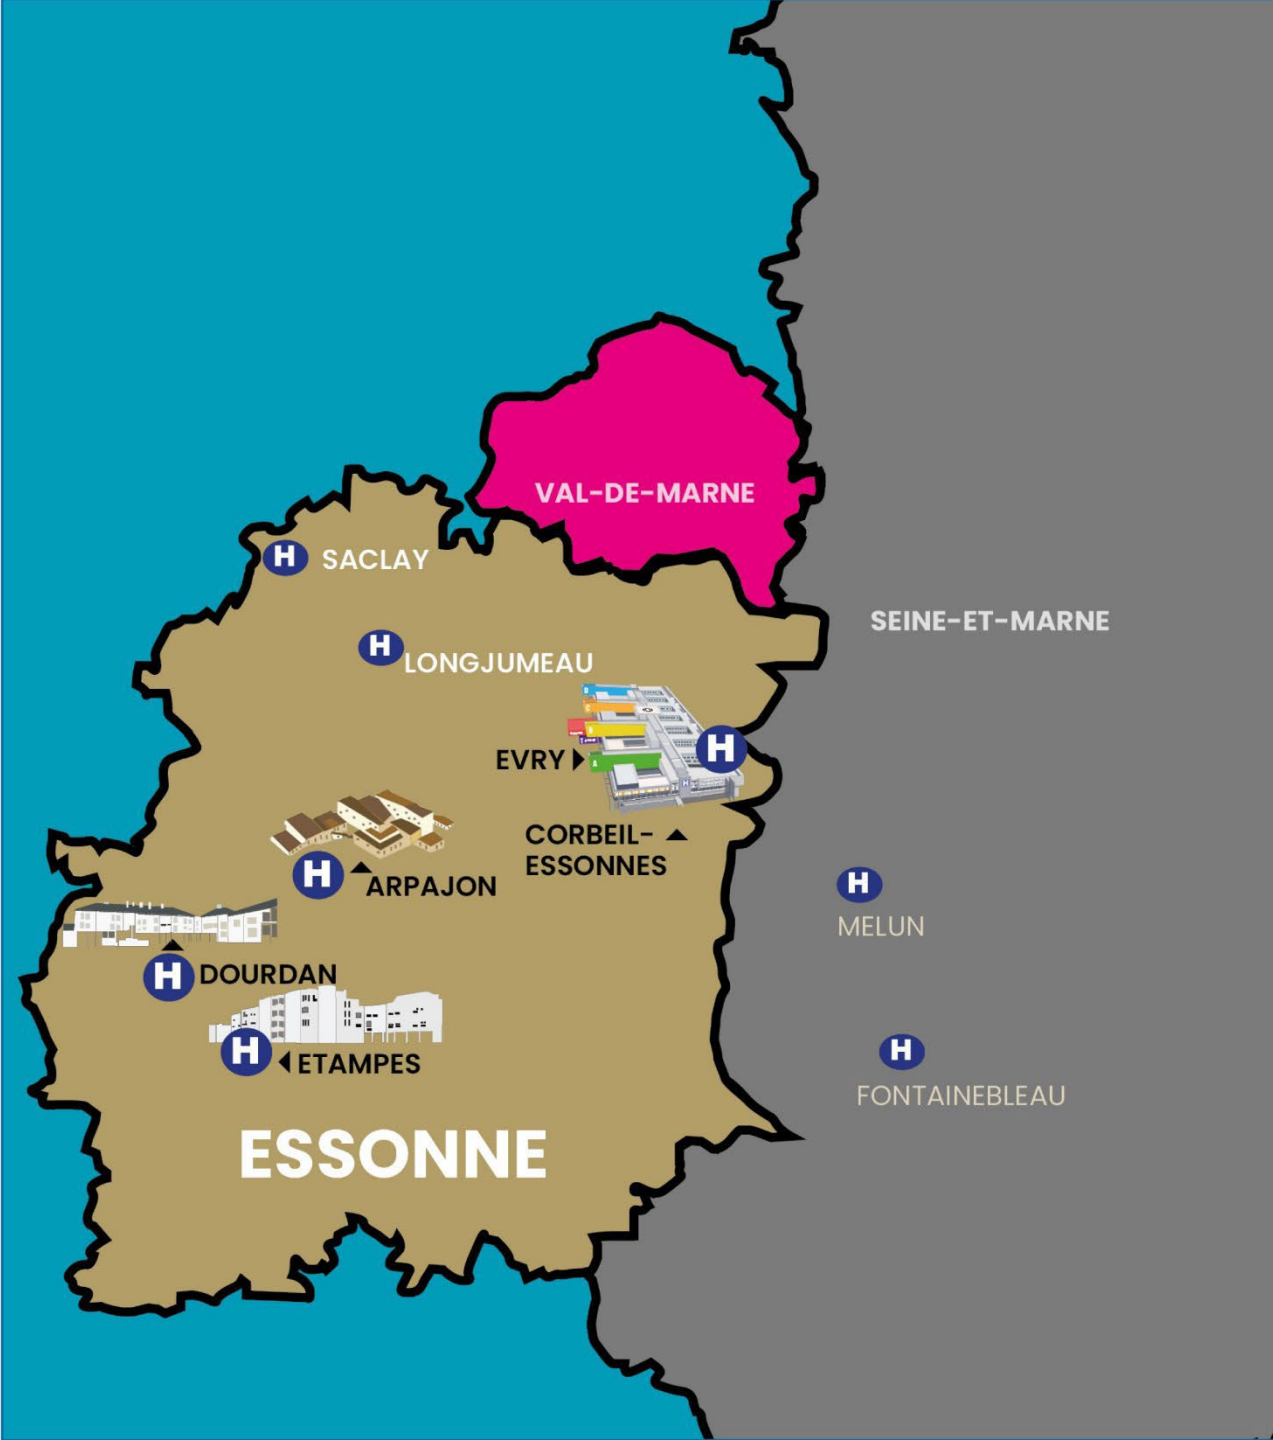 VAL-DE-MARNE
H SACLAY
SEINE-ET-MARNE
H
LONGJUMEAU
H
EVRY
A
CORBEIL-
ESSONNES
H
ARPAJON
H
MELUN
H DOURDAN
H
ETAMPES
H
FONTAINEBLEAU
ESSONNE